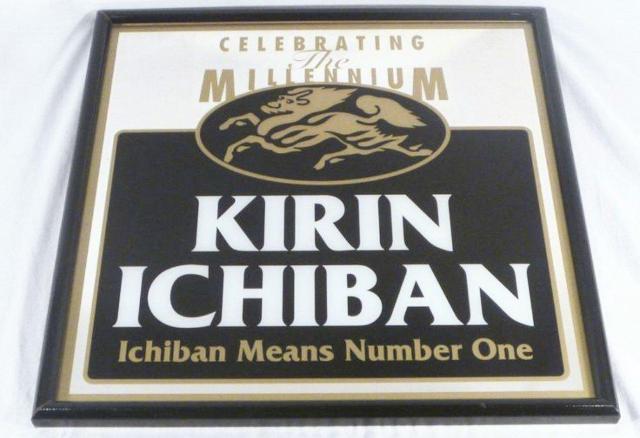 CELEBRATING
The
MILLENNIUM
KIRIN
ICHIBAN
Ichiban Means Number One